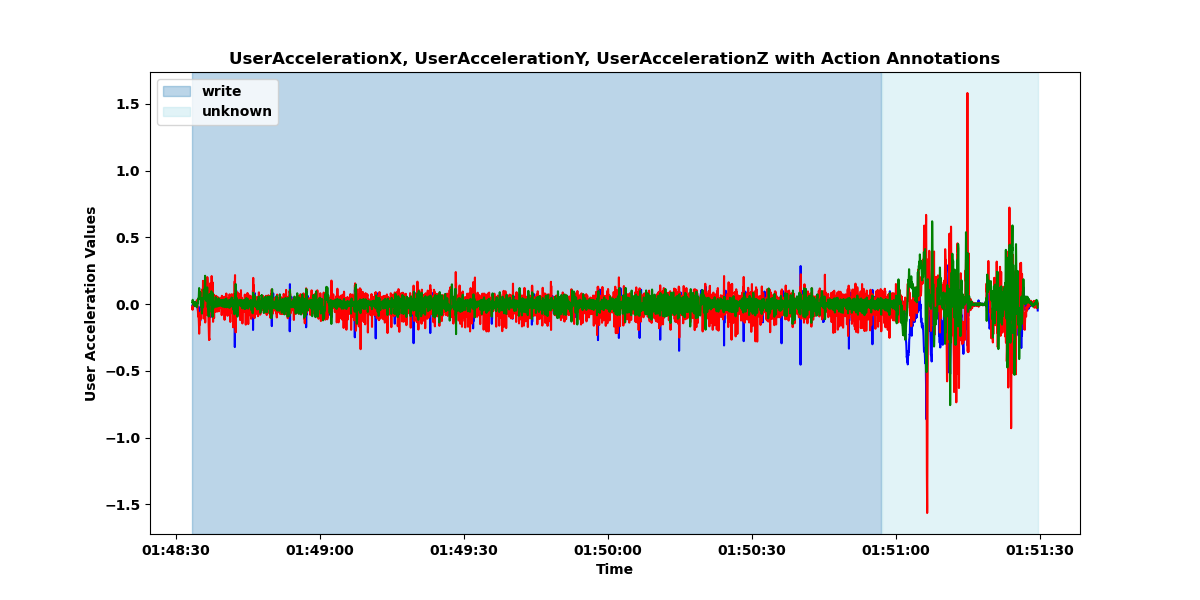 UserAccelerationX, UserAccelerationY, UserAccelerationZ with Action Annotations
write
unknown
User Acceleration Values
1.5
1.0
0.5
0.0
−0.5
−1.0
−1.5
01:48:30 01:49:00 01:49:30 01:50:00 01:50:30 01:51:00 01:51:30
Time